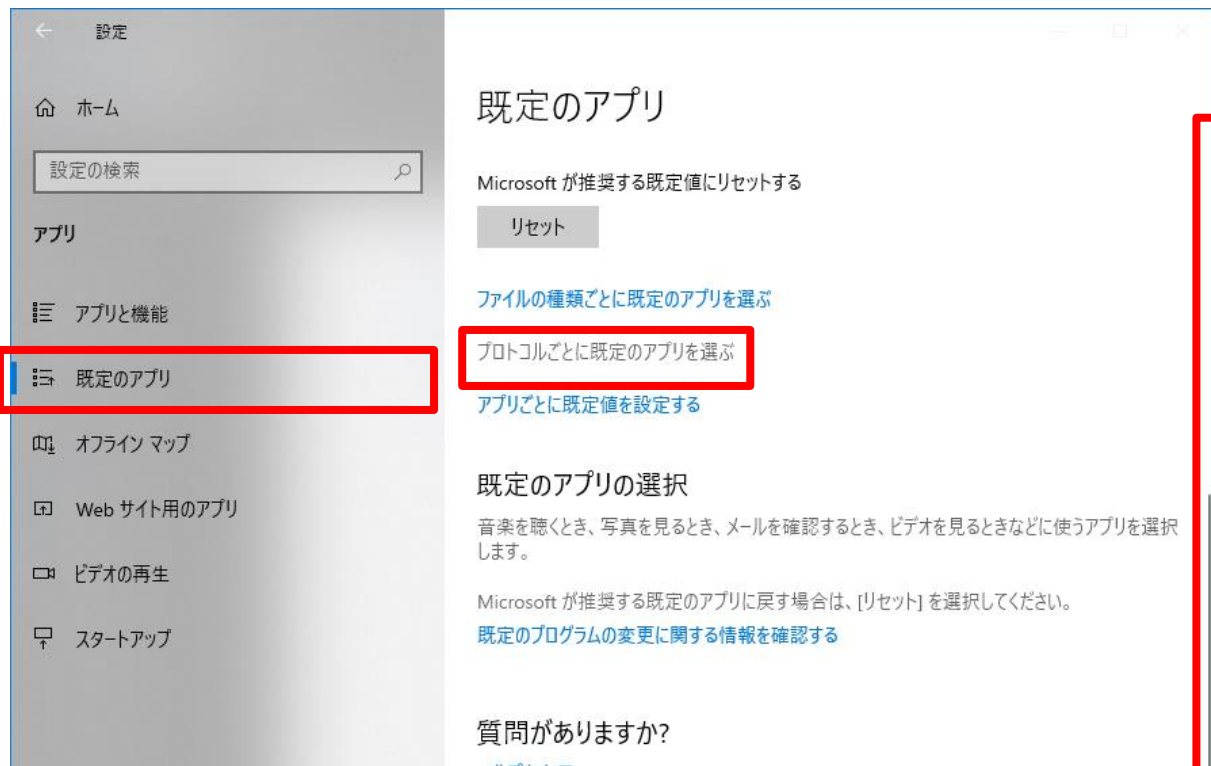 設定
ホーム
設定の検索
アプリ
アプリと機能
既定のアプリ
オフライン マップ
Web サイト用のアプリ
ビデオの再生
スタートアップ
既定のアプリ
Microsoft が推奨する既定値にリセットする
リセット
ファイルの種類ごとに既定のアプリを選ぶ
プロトコルごとに既定のアプリを選ぶ
アプリごとに既定値を設定する
既定のアプリの選択
音楽を聴くとき、写真を見るとき、メールを確認するとき、ビデオを見るときなどに使うアプリを選択
します。
Microsoft が推奨する既定のアプリに戻す場合は、[リセット] を選択してください。
既定のプログラムの変更に関する情報を確認する
質問がありますか?